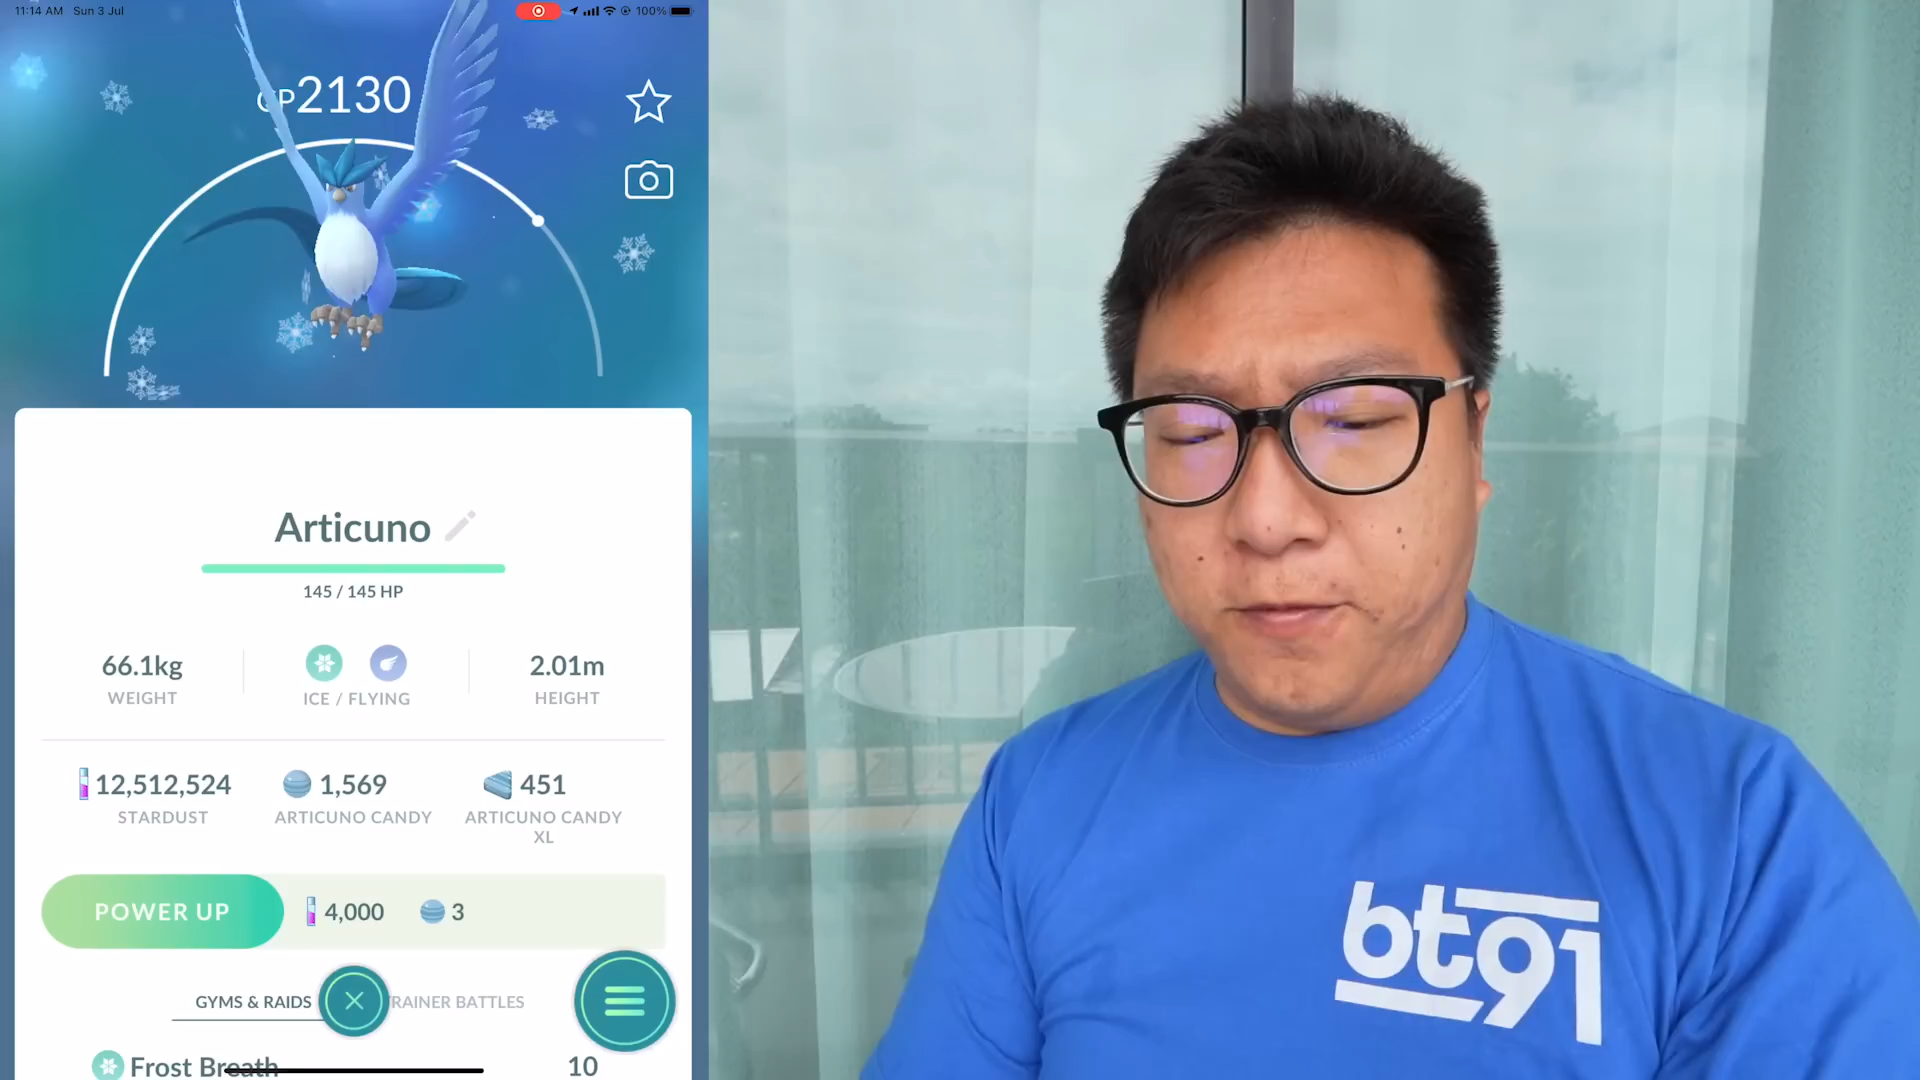 11:14 AM Sun 3 Jul
100%
CP2130
Articuno
145 / 145 HP
66.1kg
WEIGHT
ICE / FLYING
2.01m
HEIGHT
12,512,524
STARDUST
1,569
ARTICUNO CANDY
451
ARTICUNO CANDY
XL
POWER UP
4,000
3
GYMS & RAIDS
TRAINER BATTLES
Frost Breath
10
bt91